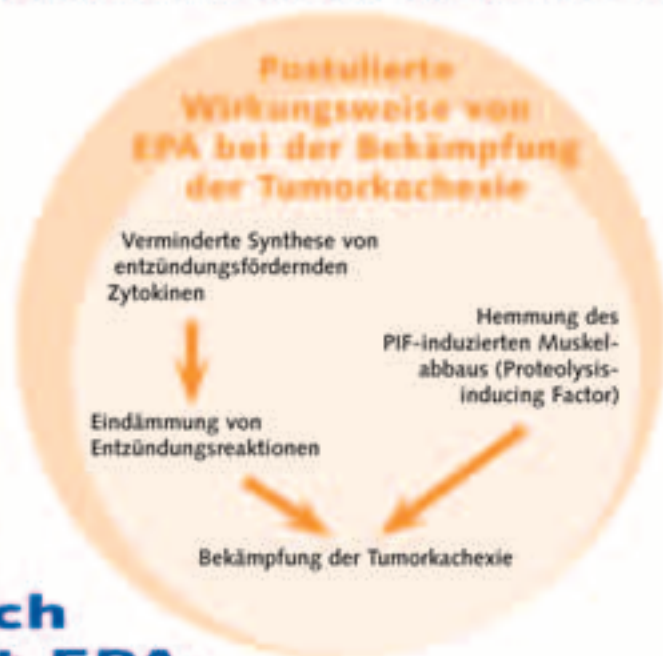 Postulierte
Wirkungsweise von
EPA bei der Bekämpfung
der Tumorkachexie
Verminderte Synthese von
entzündungsfördernden
Zytokinen
Hemmung des
PIF-induzierten Muskel-
abbaus (Proteolysis-
inducing Factor)
Eindämmung von
Entzündungsreaktionen
Bekämpfung der Tumorkachexie
ch
EPA